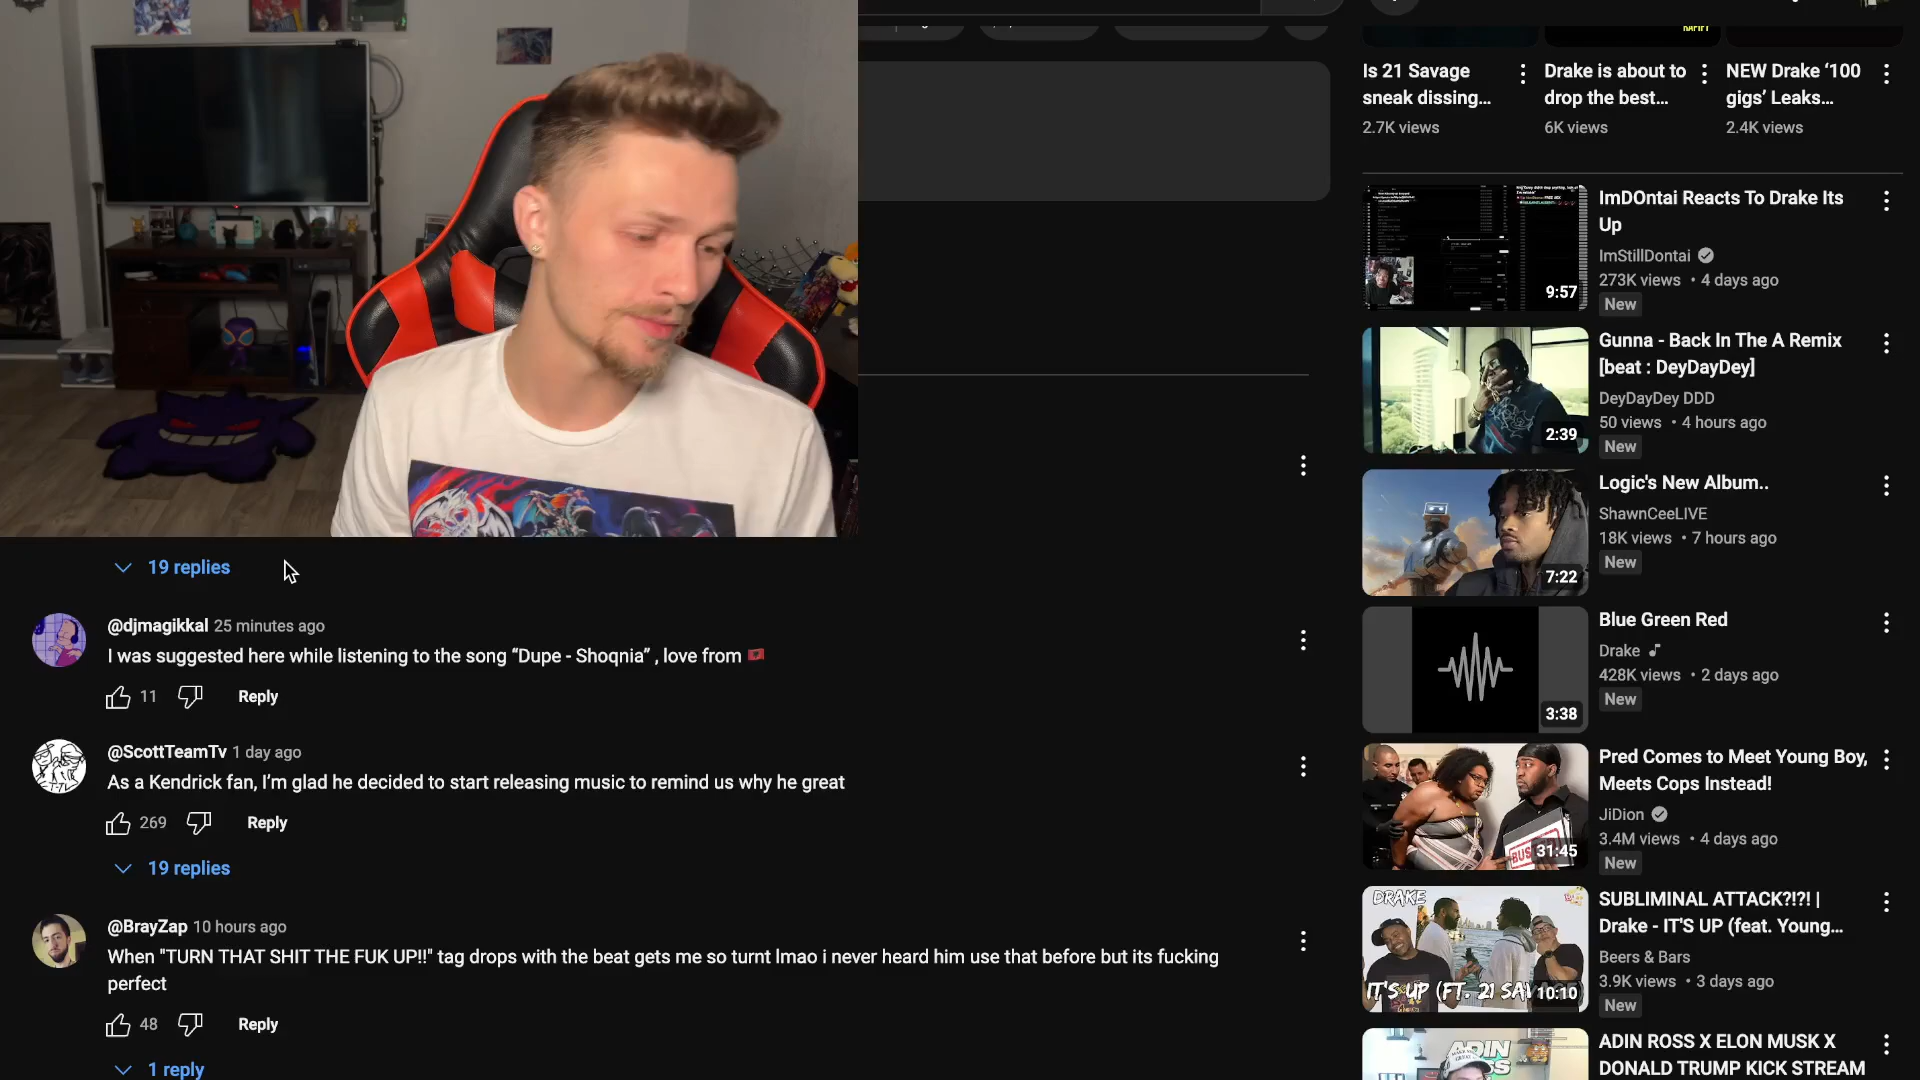 Is 21 Savage
sneak dissing...
2.7K views
Drake is about to
drop the best...
6K views
NEW Drake ‘100
gigs’ Leaks...
2.4K views
ImDOntai Reacts To Drake Its
Up
ImStillDontai
273K views • 4 days ago
New
9:57
Gunna - Back In The A Remix
[beat : DeyDayDey]
DeyDayDey DDD
50 views • 4 hours ago
New
2:39
Logic's New Album..
ShawnCeeLIVE
18K views • 7 hours ago
New
7:22
Blue Green Red
Drake
428K views • 2 days ago
New
3:38
Pred Comes to Meet Young Boy,
Meets Cops Instead!
JiDion
3.4M views • 4 days ago
New
31:45
SUBLIMINAL ATTACK?!?! |
Drake - IT'S UP (feat. Young...
Beers & Bars
3.9K views • 3 days ago
New
DRAKE
IT'S UP (FT. 21 SAVAGE
10:10
ADIN ROSS X ELON MUSK X
DONALD TRUMP KICK STREAM
ADIN
19 replies
@djmagikkal 25 minutes ago
I was suggested here while listening to the song “Dupe - Shoqnia” , love from 🇦🇱
11 Reply
@ScottTeamTv 1 day ago
As a Kendrick fan, I’m glad he decided to start releasing music to remind us why he great
269 Reply
19 replies
@BrayZap 10 hours ago
When "TURN THAT SHIT THE FUK UP!!" tag drops with the beat gets me so turnt lmao i never heard him use that before but its fucking
perfect
48 Reply
1 reply